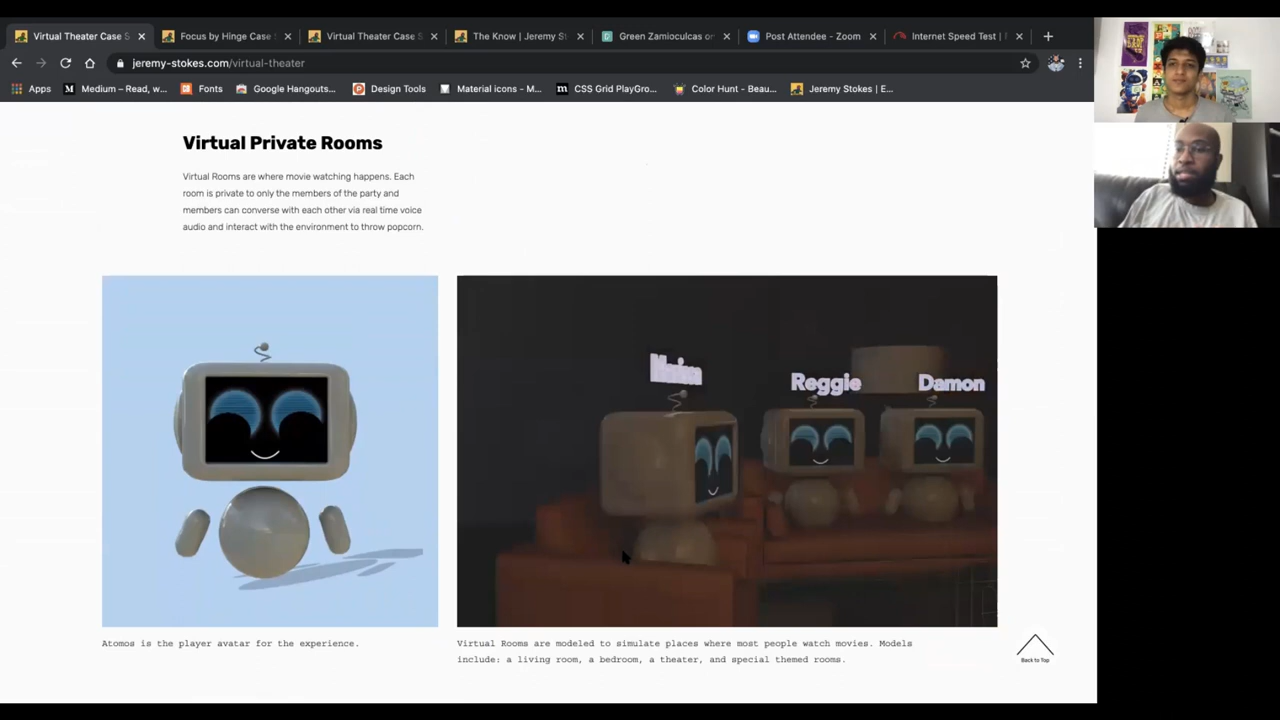 Virtual Theater Case S
Focus by Hinge Case
Virtual Theater Case S
The Know | Jeremy St
Green Zamioculcas or
Post Attendee - Zoom
Internet Speed Test |
jeremy-stokes.com/virtual-theater
Apps
Medium – Read, w...
Fonts
Google Hangouts...
Design Tools
Material icons - M...
CSS Grid PlayGro...
Color Hunt - Beau...
Jeremy Stokes | E...
Virtual Private Rooms
Virtual Rooms are where movie watching happens. Each
room is private to only the members of the party and
members can converse with each other via real time voice
audio and interact with the environment to throw popcorn.
Reggie
Damon
Atomos is the player avatar for the experience.
Virtual Rooms are modeled to simulate places where most people watch movies. Models
include: a living room, a bedroom, a theater, and special themed rooms.
Back to Top